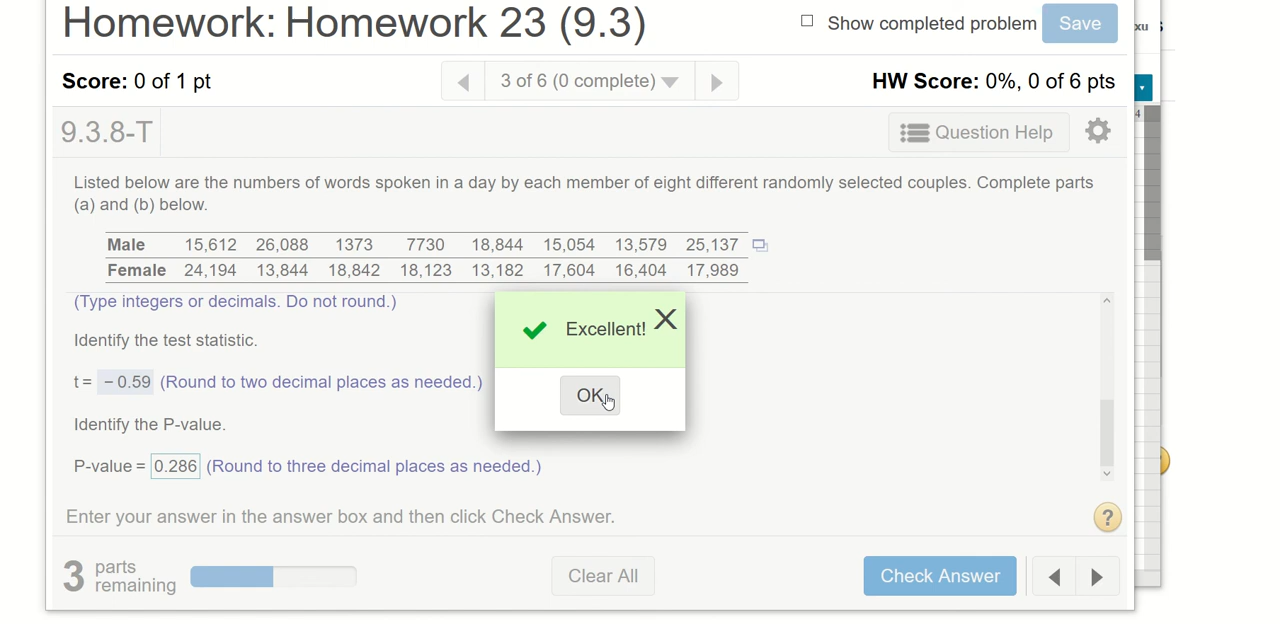 Homework: Homework 23 (9.3)
Show completed problem
Save
xu
Score: 0 of 1 pt
3 of 6 (0 complete)
HW Score: 0%, 0 of 6 pts
4
9.3.8-T
Question Help
Listed below are the numbers of words spoken in a day by each member of eight different randomly selected couples. Complete parts
(a) and (b) below.
Male 15,612 26,088 1373 7730 18,844 15,054 13,579 25,137
Female 24,194 13,844 18,842 18,123 13,182 17,604 16,404 17,989
(Type integers or decimals. Do not round.)
Excellent!
OK
Identify the test statistic.
t = − 0.59 (Round to two decimal places as needed.)
Identify the P-value.
P-value = 0.286 (Round to three decimal places as needed.)
Enter your answer in the answer box and then click Check Answer.
?
3 parts
remaining
Clear All
Check Answer